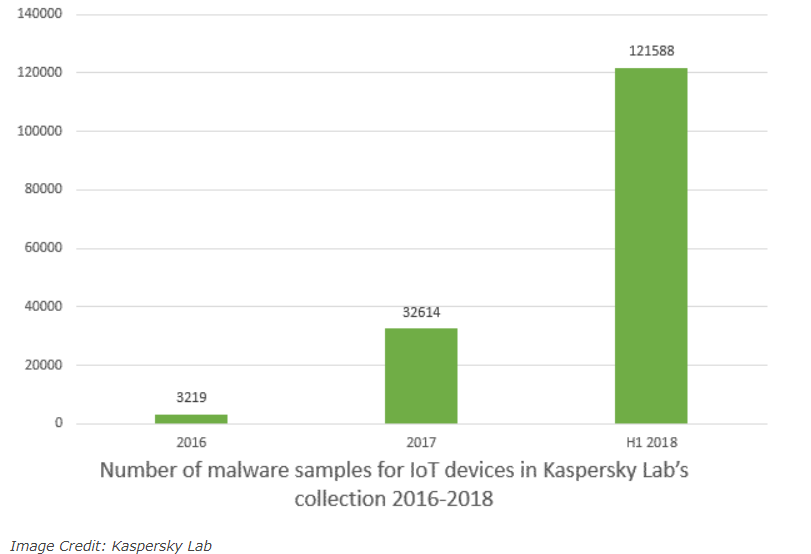 140000
121588
120000
100000
80000
60000
40000
32614
20000
3219
0
2016 2017 H1 2018
Number of malware samples for IoT devices in Kaspersky Lab’s
collection 2016-2018
Image Credit: Kaspersky Lab